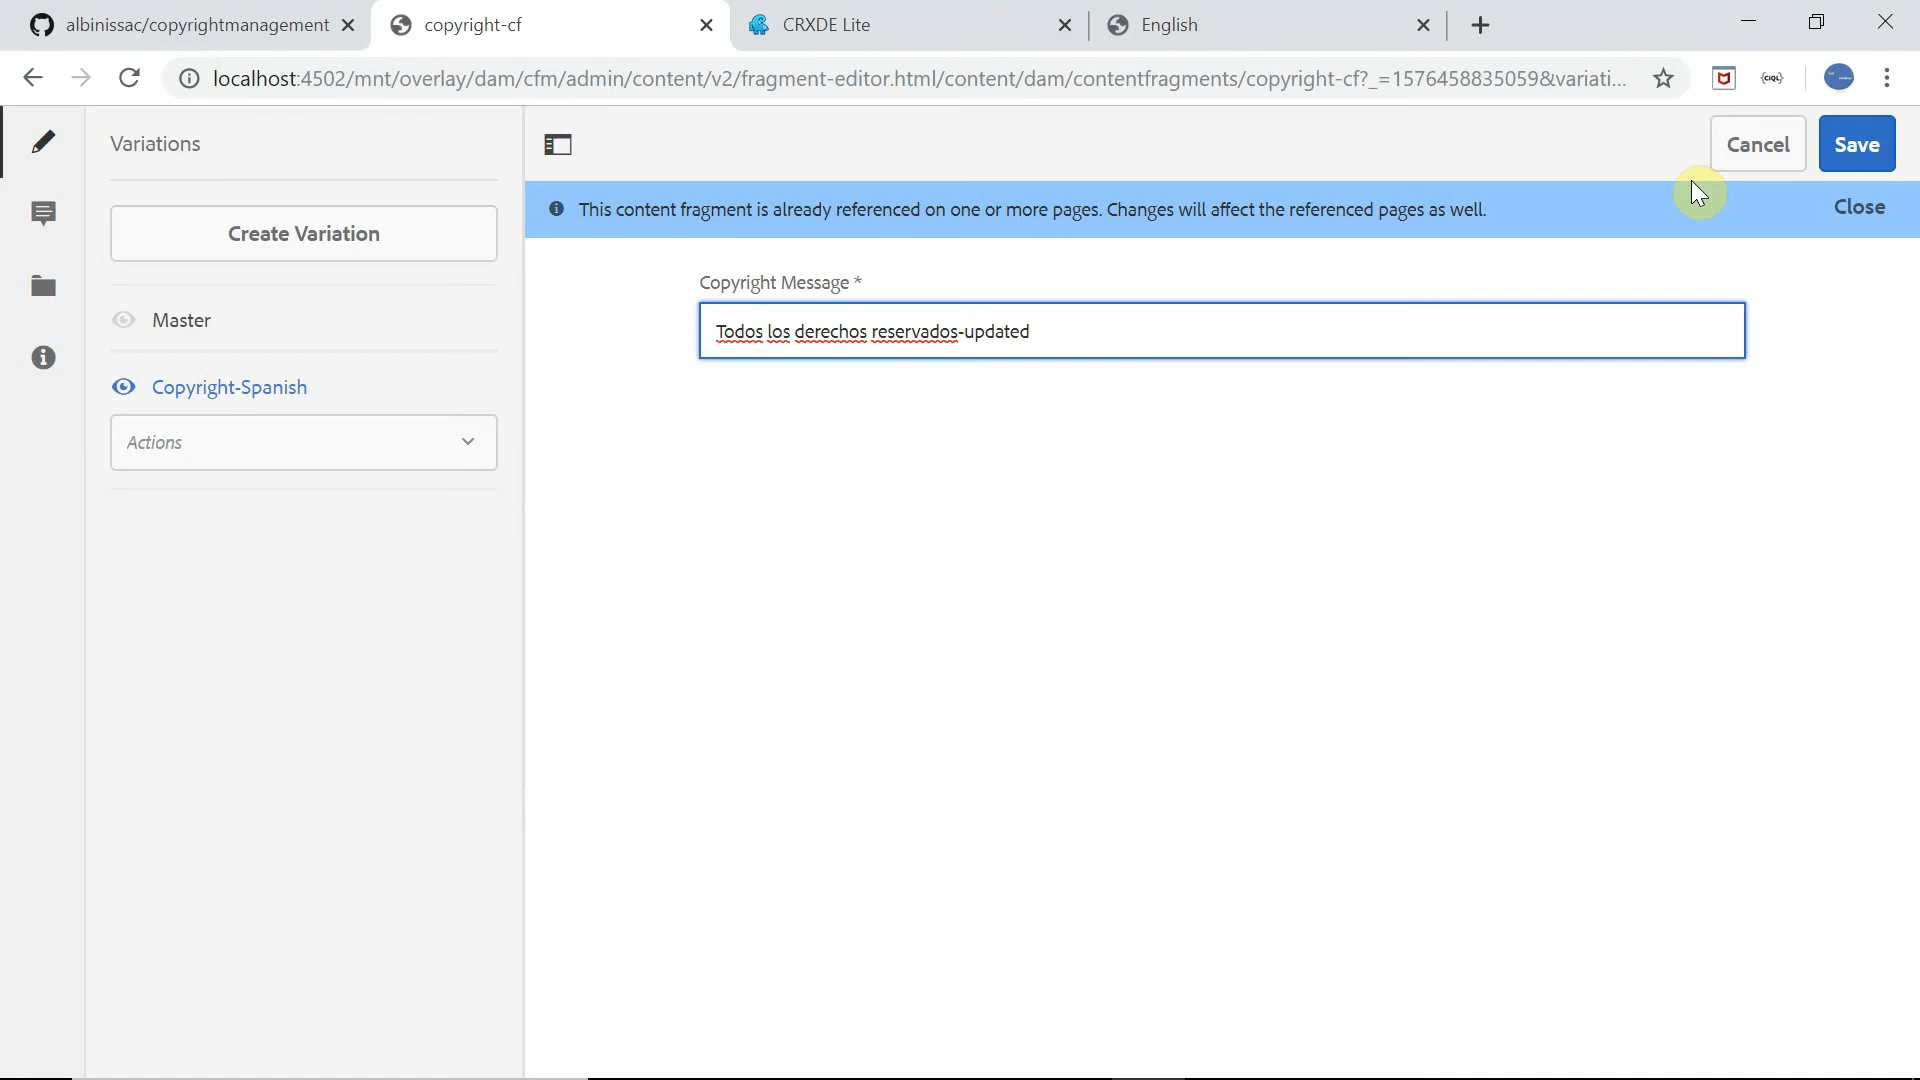 albinissac/copyrightmanagement
copyright-cf
CRXDE Lite
English
localhost:4502/mnt/overlay/dam/cfm/admin/content/v2/fragment-editor.html/content/dam/contentfragments/copyright-cf?_=1576458835059&variati...
{CIQL}
Variations
Cancel
Save
This content fragment is already referenced on one or more pages. Changes will affect the referenced pages as well.
Close
Create Variation
Copyright Message *
Todos los derechos reservados-updated
Master
Copyright-Spanish
Actions